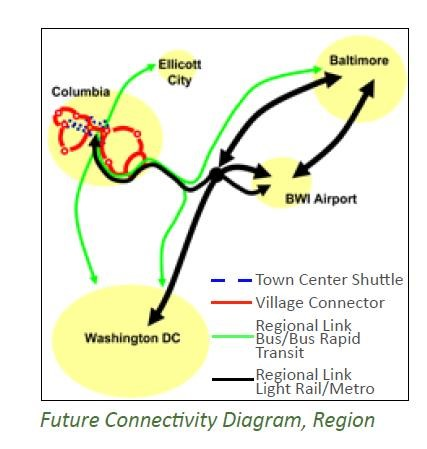 Ellicott
City
Baltimore
Columbia
BWI Airport
Washington DC
Town Center Shuttle
Village Connector
Regional Link
Bus/Bus Rapid
Transit
Regional Link
Light Rail/Metro
Future Connectivity Diagram, Region